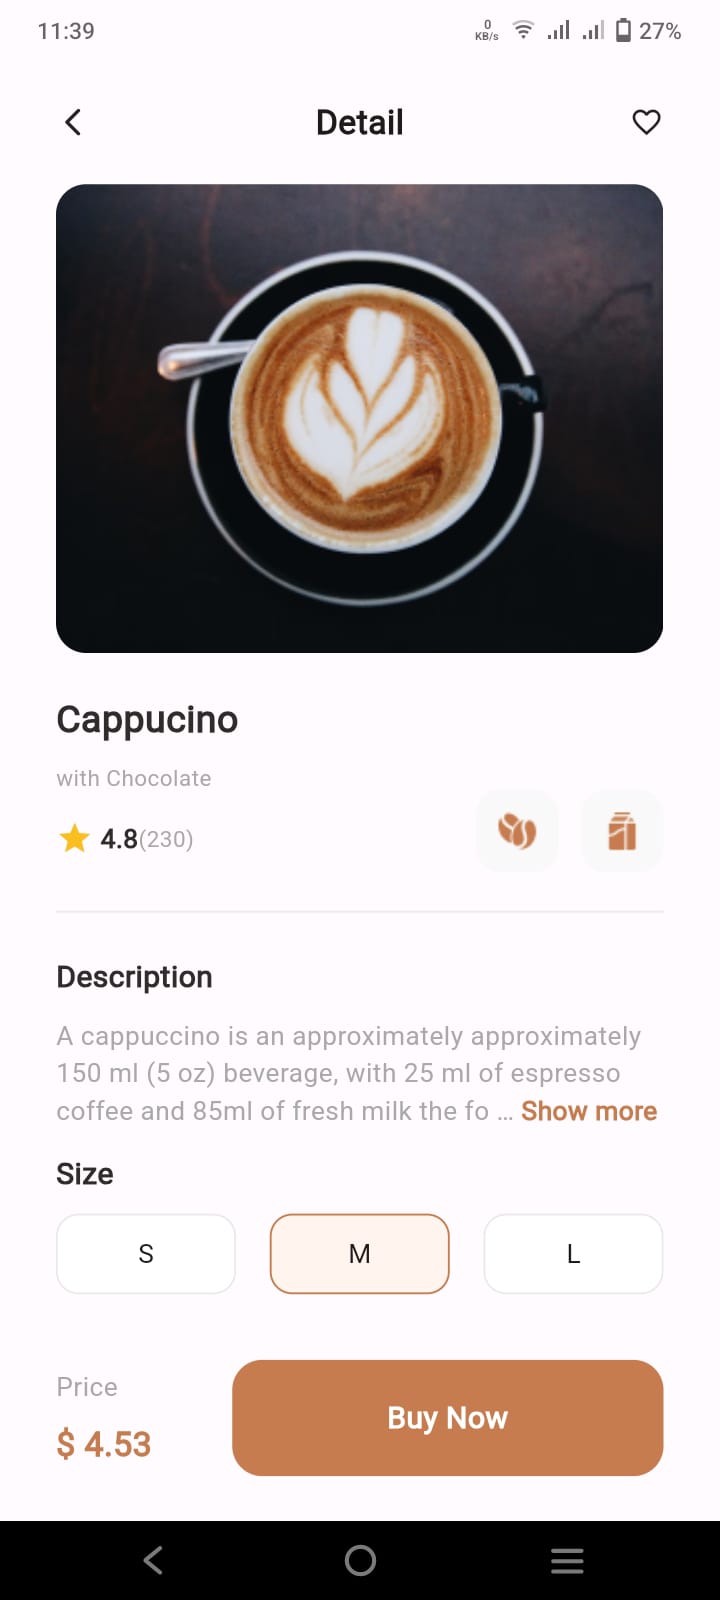 11:39
0
KB/s
27%
Detail
Cappucino
with Chocolate
4.8(230)
Description
A cappuccino is an approximately approximately
150 ml (5 oz) beverage, with 25 ml of espresso
coffee and 85ml of fresh milk the fo ... Show more
Size
S
M
L
Price
$ 4.53
Buy Now